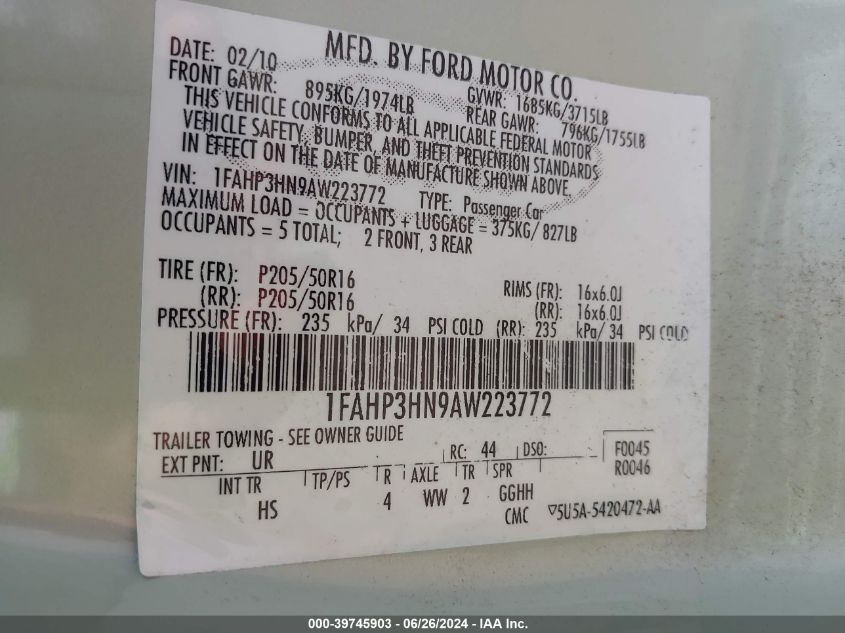 MFD. BY FORD MOTOR CO.
DATE: 02/10 GVWR: 1685KG/3715LB
FRONT GAWR: 895KG/1974LB REAR GAWR: 796KG/1755LB
THIS VEHICLE CONFORMS TO ALL APPLICABLE FEDERAL MOTOR
VEHICLE SAFETY, BUMPER, AND THEFT PREVENTION STANDARDS
IN EFFECT ON THE DATE OF MANUFACTURE SHOWN ABOVE.
VIN: 1FAHP3HN9AW223772 TYPE: Passenger Car
MAXIMUM LOAD = OCCUPANTS + LUGGAGE = 375KG/ 827LB
OCCUPANTS = 5 TOTAL; 2 FRONT, 3 REAR
TIRE (FR): P205/50R16 RIMS (FR): 16x6.0J
(RR): P205/50R16 (RR): 16x6.0J
PRESSURE (FR): 235 kPa/ 34 PSI COLD (RR): 235 kPa/ 34 PSI COLD
1FAHP3HN9AW223772
TRAILER TOWING - SEE OWNER GUIDE
EXT PNT: UR RC: 44 DSO: F0045
R0046
INT TR TP/PS R AXLE TR SPR
HS 4 WW 2 GGHH
CMC ▽5U5A-5420472-AA
000-39745903 - 06/26/2024 - IAA Inc.